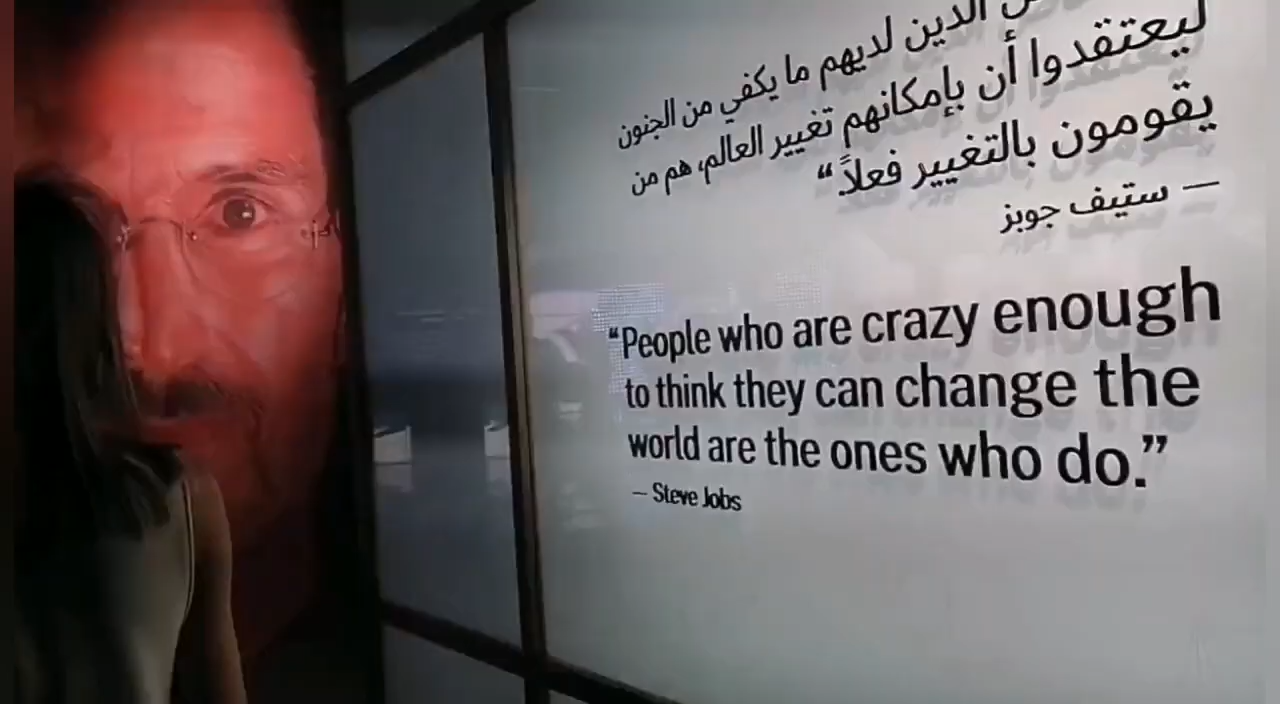 الذين لديهم ما يكفي من الجنون
ليعتقدوا أن بإمكانهم تغيير العالم، هم من
يقومون بالتغيير فعلاً“
— ستيف جوبز
“People who are crazy enough
to think they can change the
world are the ones who do.”
— Steve Jobs